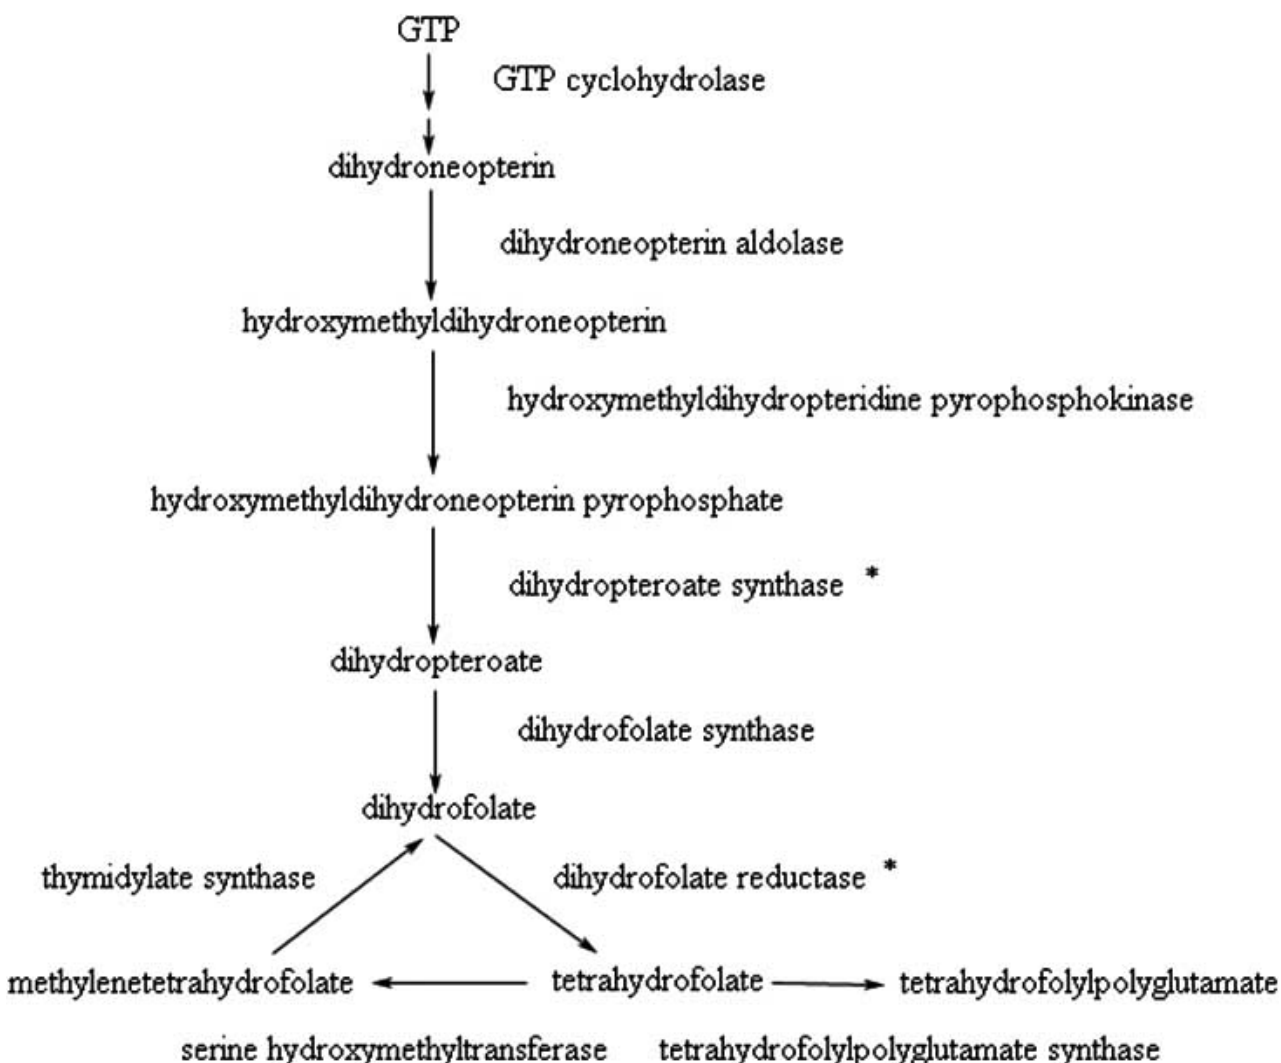 GTP
GTP cyclohydrolase
dihydroneopterin
dihydroneopterin aldolase
hydroxymethyldihydroneopterin
hydroxymethyldihydropteridine pyrophosphokinase
hydroxymethyldihydroneopterin pyrophosphate
dihydropteroate synthase *
dihydropteroate
dihydrofolate synthase
dihydrofolate
thymidylate synthase
dihydrofolate reductase *
methylenetetrahydrofolate
tetrahydrofolate
tetrahydrofolylpolyglutamate
serine hydroxymethyltransferase
tetrahydrofolylpolyglutamate synthase